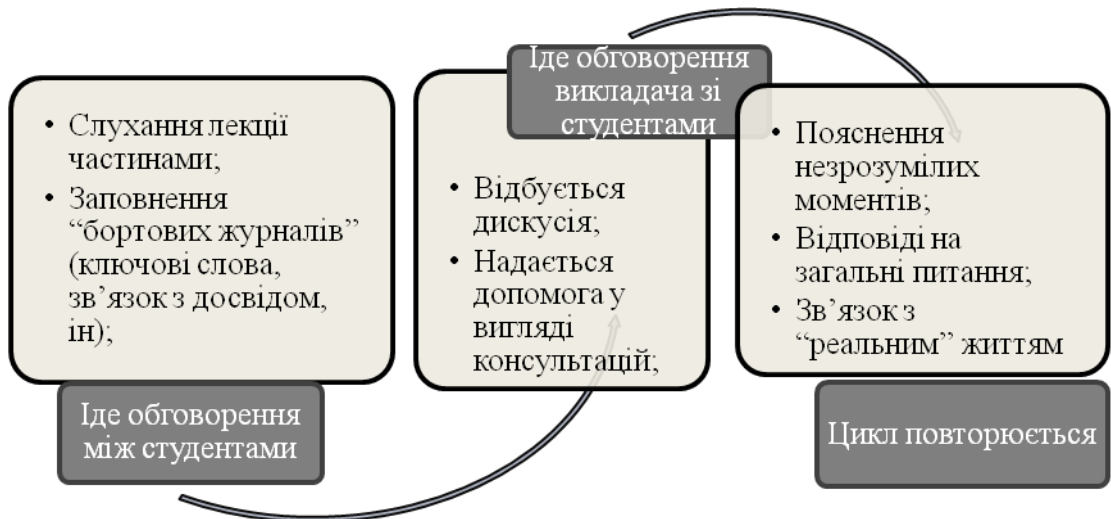 • Слухання лекції
частинами;
• Заповнення
“бортових журналів”
(ключові слова,
зв’язок з досвідом,
ін);
Іде обговорення
між студентами
Іде обговорення
викладача зі
студентами
• Відбується
дискусія;
• Надається
допомога у
вигляді
консультацій;
• Пояснення
незрозумілих
моментів;
• Відповіді на
загальні питання;
• Зв’язок з
“реальним” життям
Цикл повторюється